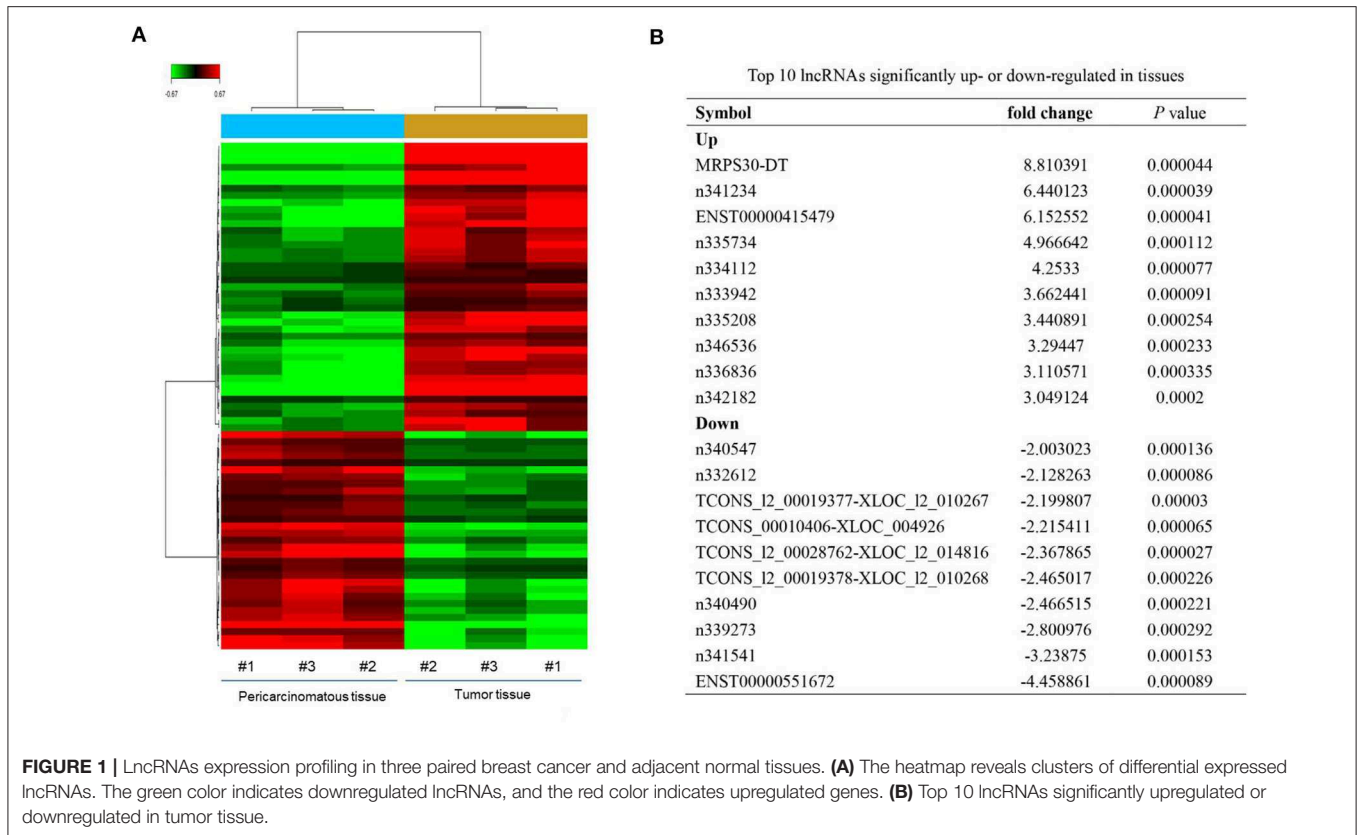 A
-0.67 0.67
#1 #3 #2 #2 #3 #1
Pericarcinomatous tissue Tumor tissue
B
Top 10 lncRNAs significantly up- or down-regulated in tissues
Symbol fold change P value
Up
MRPS30-DT 8.810391 0.000044
n341234 6.440123 0.000039
ENST00000415479 6.152552 0.000041
n335734 4.966642 0.000112
n334112 4.2533 0.000077
n333942 3.662441 0.000091
n335208 3.440891 0.000254
n346536 3.29447 0.000233
n336836 3.110571 0.000335
n342182 3.049124 0.0002
Down
n340547 -2.003023 0.000136
n332612 -2.128263 0.000086
TCONS_l2_00019377-XLOC_l2_010267 -2.199807 0.00003
TCONS_00010406-XLOC_004926 -2.215411 0.000065
TCONS_l2_00028762-XLOC_l2_014816 -2.367865 0.000027
TCONS_l2_00019378-XLOC_l2_010268 -2.465017 0.000226
n340490 -2.466515 0.000221
n339273 -2.800976 0.000292
n341541 -3.23875 0.000153
ENST00000551672 -4.458861 0.000089
FIGURE 1 | LncRNAs expression profiling in three paired breast cancer and adjacent normal tissues. (A) The heatmap reveals clusters of differential expressed
lncRNAs. The green color indicates downregulated lncRNAs, and the red color indicates upregulated genes. (B) Top 10 lncRNAs significantly upregulated or
downregulated in tumor tissue.